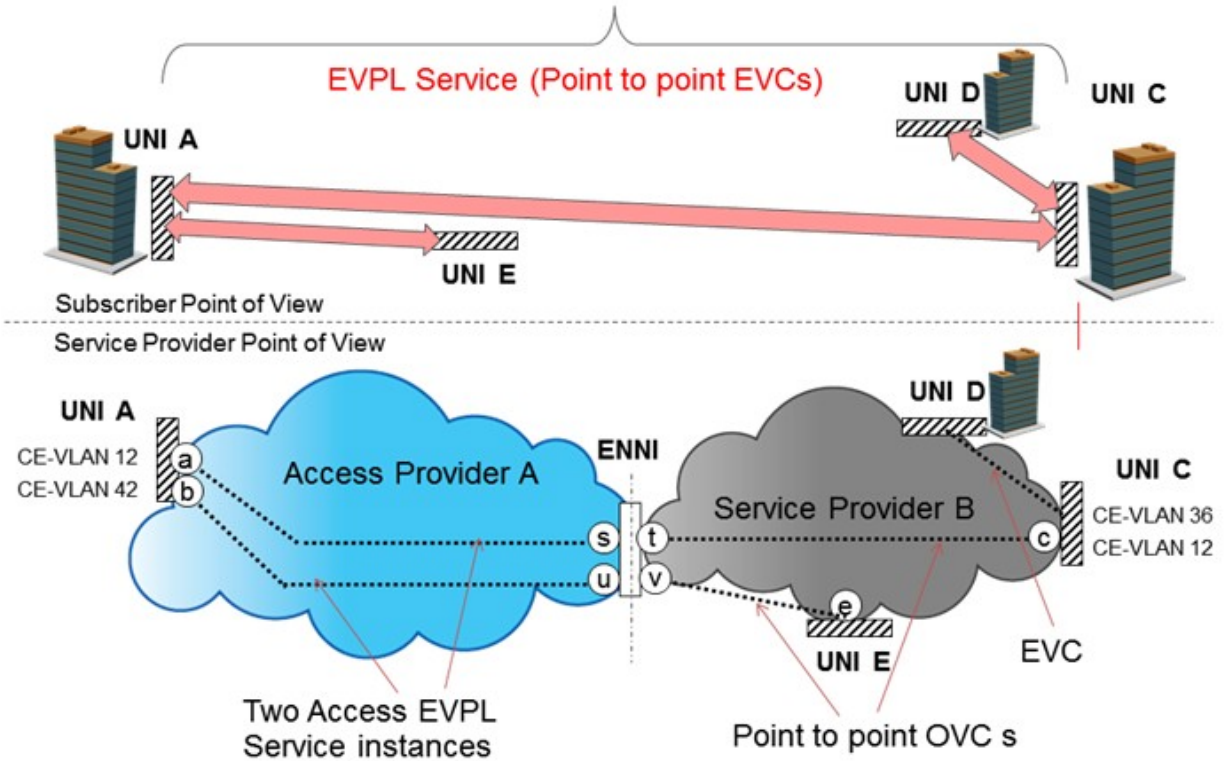 EVPL Service (Point to point EVCs)
UNI D
UNI C
UNI A
UNI E
Subscriber Point of View
Service Provider Point of View
UNI D
UNI A
CE-VLAN 12
CE-VLAN 42
a
b
Access Provider A
ENNI
Service Provider B
UNI C
CE-VLAN 36
CE-VLAN 12
s
t
c
u
v
e
UNI E
EVC
Two Access EVPL
Service instances
Point to point OVC s